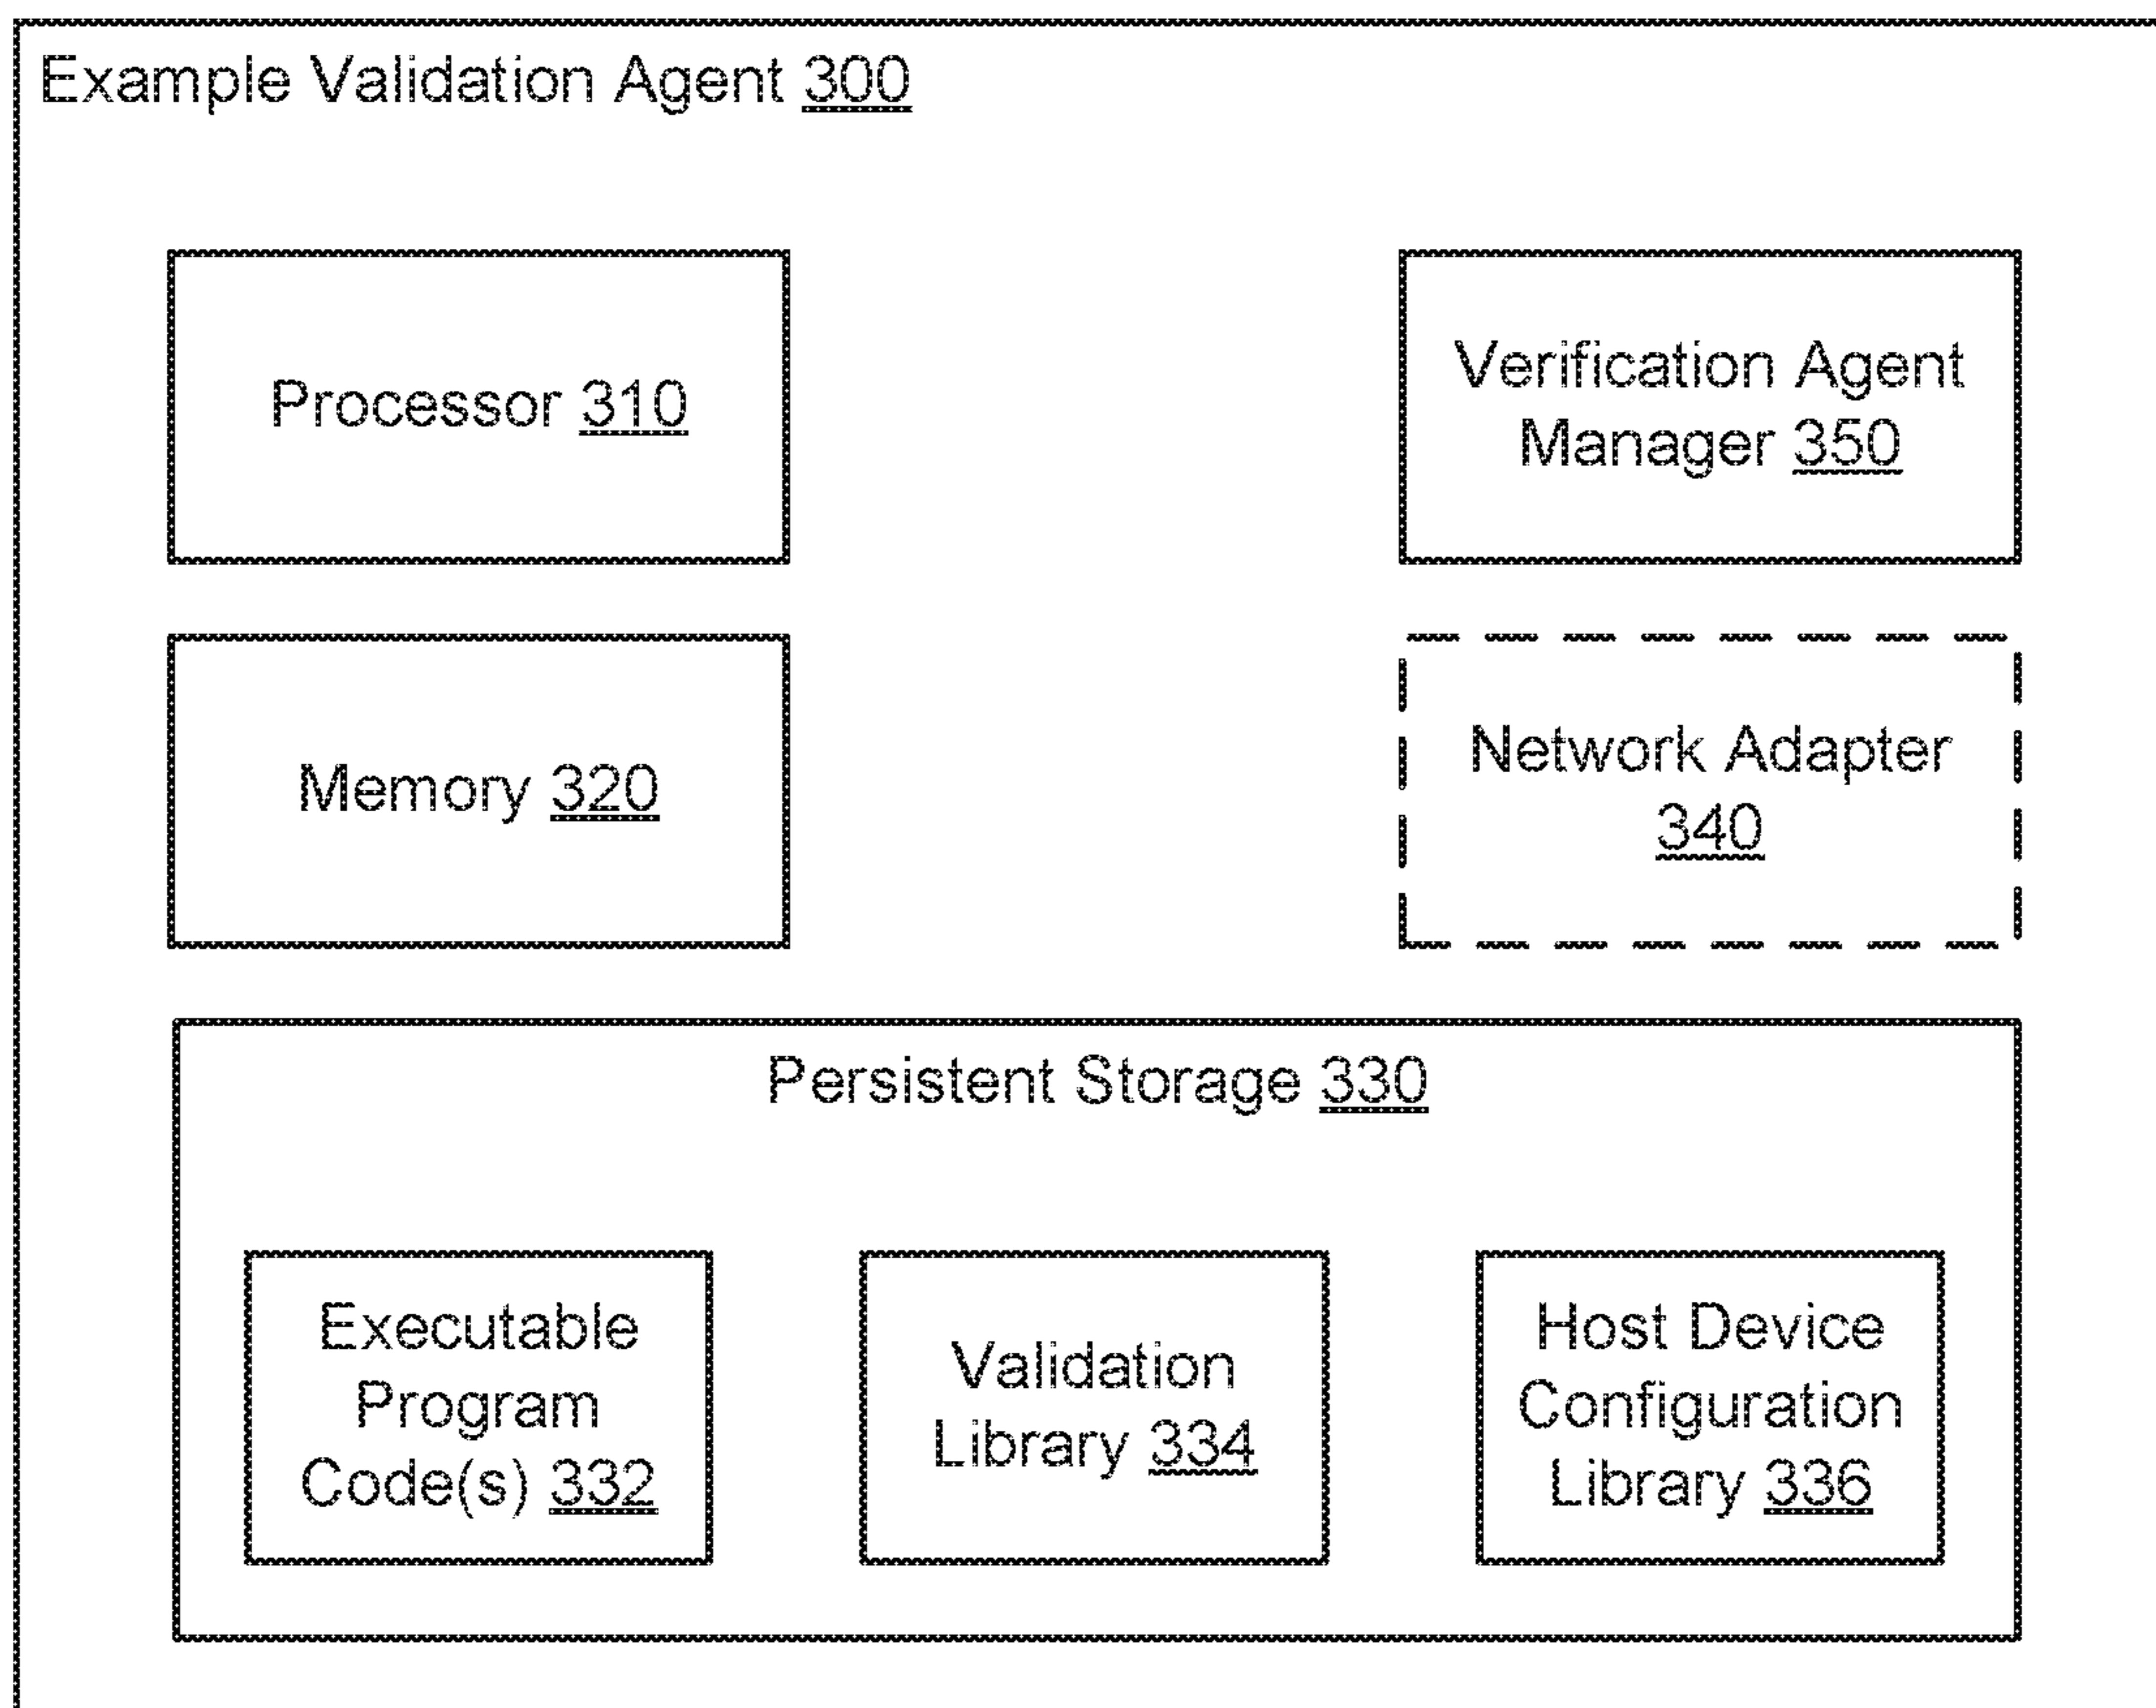 Example Validation Agent 300
Processor 310
Verification Agent
Manager 350
Memory 320
Network Adapter
340
Persistent Storage 330
Executable
Program
Code(s) 332
Validation
Library 334
Host Device
Configuration
Library 336